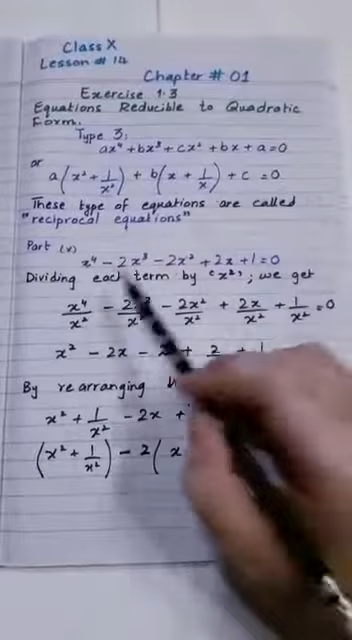 Class X
Lesson # 14
Chapter # 01
Exercise 1.3
Equations Reducible to Quadratic
Form.
Type 3:
ax⁴ + bx³ + cx² + bx + a = 0
or
a(x² + 1/x²) + b(x + 1/x) + c = 0
These type of equations are called
"reciprocal equations"
Part (v)
x⁴ - 2x³ - 2x² + 2x + 1 = 0
Dividing each term by "x²", we get
x⁴/x² - 2x³/x² - 2x²/x² + 2x/x² + 1/x² = 0
x² - 2x - 2 + 2 + 1
By rearranging
x² + 1/x² - 2x +
(x² + 1/x²) - 2(x